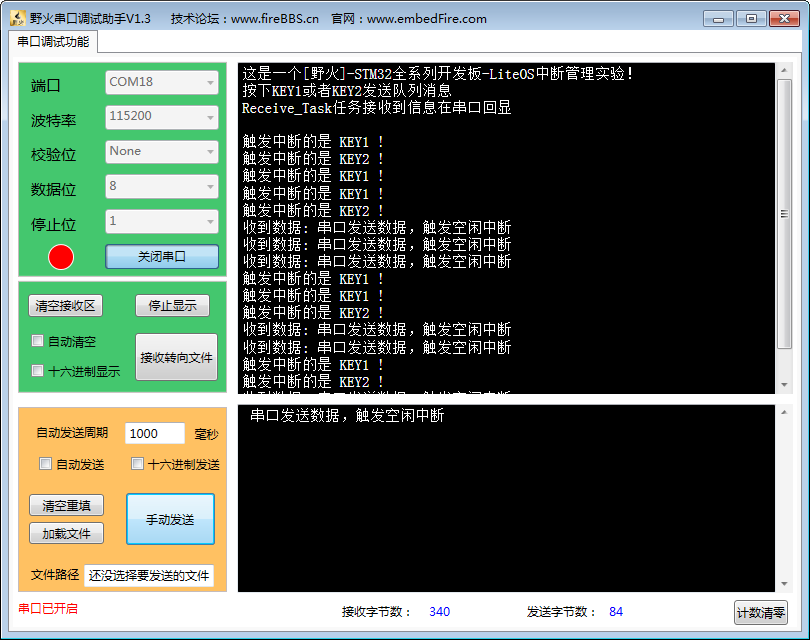 野火串口调试助手V1.3 技术论坛：www.fireBBS.cn 官网：www.embedFire.com
串口调试功能
端口 COM18
波特率 115200
校验位 None
数据位 8
停止位 1
关闭串口
清空接收区 停止显示
自动清空
十六进制显示
接收转向文件
自动发送周期 1000 毫秒
自动发送 十六进制发送
清空重填
加载文件
手动发送
文件路径 还没选择要发送的文件
这是一个[野火]-STM32全系列开发板-LiteOS中断管理实验！
按下KEY1或者KEY2发送队列消息
Receive_Task任务接收到信息在串口回显
触发中断的是 KEY1 !
触发中断的是 KEY2 !
触发中断的是 KEY1 !
触发中断的是 KEY1 !
触发中断的是 KEY2 !
收到数据: 串口发送数据，触发空闲中断
收到数据: 串口发送数据，触发空闲中断
收到数据: 串口发送数据，触发空闲中断
触发中断的是 KEY1 !
触发中断的是 KEY1 !
触发中断的是 KEY2 !
收到数据: 串口发送数据，触发空闲中断
收到数据: 串口发送数据，触发空闲中断
触发中断的是 KEY1 !
触发中断的是 KEY2 !
串口发送数据，触发空闲中断
串口已开启
接收字节数： 340 发送字节数： 84
计数清零